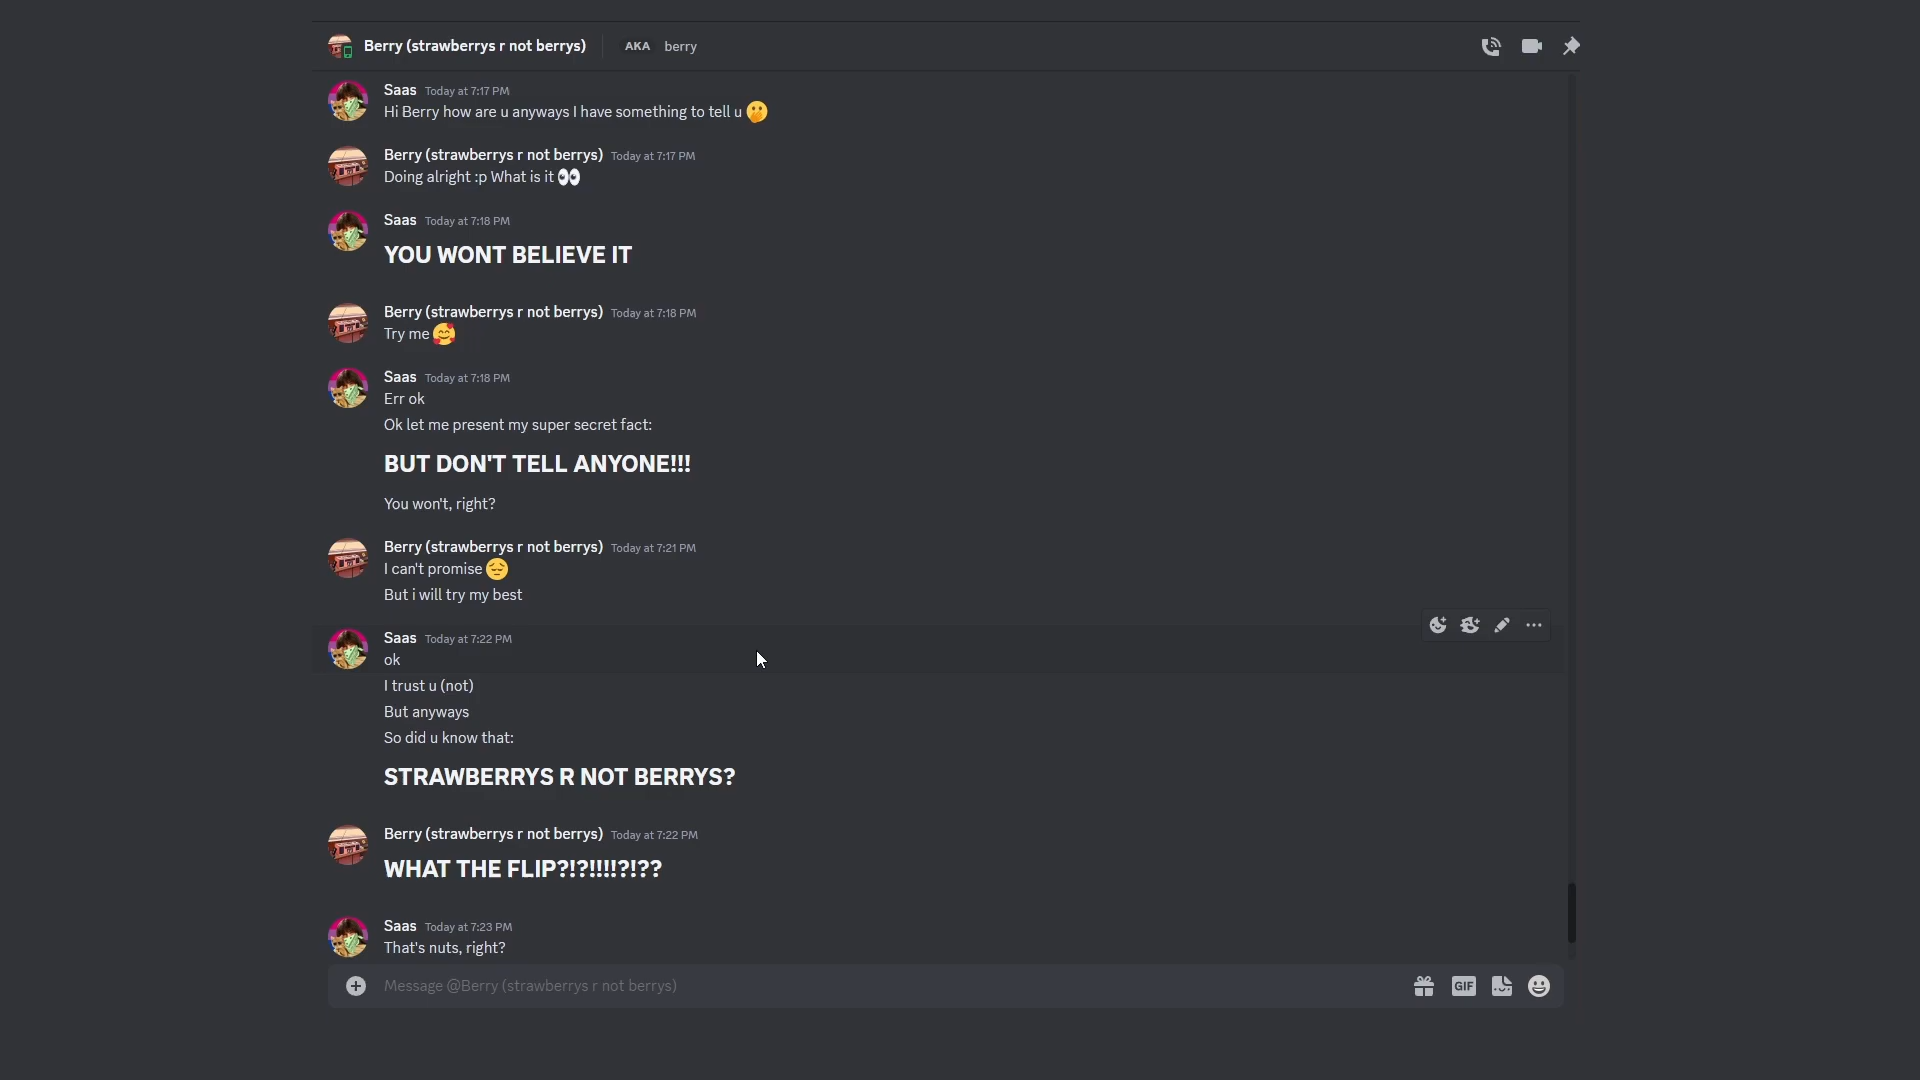 Berry (strawberrys r not berrys) AKA berry
Saas Today at 7:17 PM
Hi Berry how are u anyways I have something to tell u 🫢
Berry (strawberrys r not berrys) Today at 7:17 PM
Doing alright :p What is it 👀
Saas Today at 7:18 PM
YOU WONT BELIEVE IT
Berry (strawberrys r not berrys) Today at 7:18 PM
Try me 🥰
Saas Today at 7:18 PM
Err ok
Ok let me present my super secret fact:
BUT DON'T TELL ANYONE!!!
You won't, right?
Berry (strawberrys r not berrys) Today at 7:21 PM
I can't promise 😔
But i will try my best
Saas Today at 7:22 PM
ok
I trust u (not)
But anyways
So did u know that:
STRAWBERRYS R NOT BERRYS?
Berry (strawberrys r not berrys) Today at 7:22 PM
WHAT THE FLIP?!?!!!!?!??
Saas Today at 7:23 PM
That's nuts, right?
Message @Berry (strawberrys r not berrys) GIF